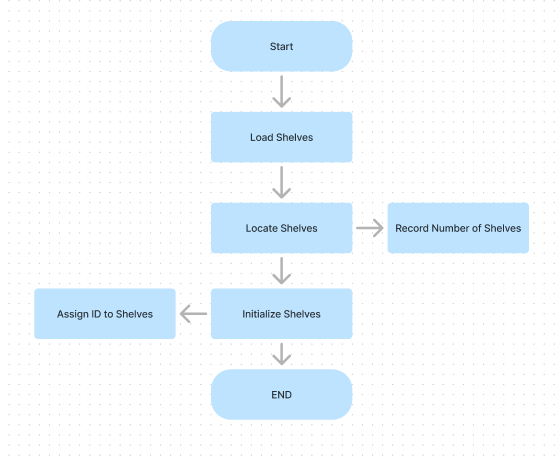 Start
Load Shelves
Locate Shelves
Record Number of Shelves
Assign ID to Shelves
Initialize Shelves
END